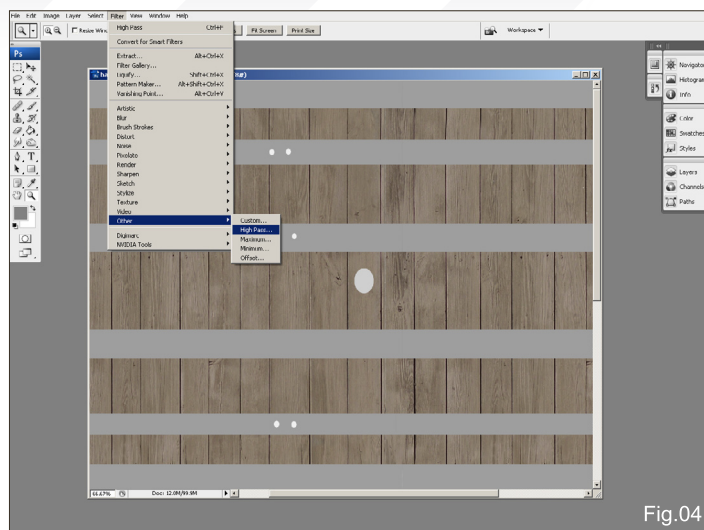 File Edit Image Layer Select Filter View Window Help
Resize Wind
Fit Screen
Print Size
Workspace
High Pass Ctrl+F
Convert for Smart Filters
Extract... Alt+Ctrl+X
Filter Gallery...
Liquify... Shift+Ctrl+X
Pattern Maker... Alt+Shift+Ctrl+X
Vanishing Point... Alt+Ctrl+V
Artistic
Blur
Brush Strokes
Distort
Noise
Pixelate
Render
Sharpen
Sketch
Stylize
Texture
Video
Other
Digimarc
NVIDIA Tools
Custom...
High Pass...
Maximum...
Minimum...
Offset...
Ps
Navigator
Histogram
Info
Color
Swatches
Styles
Layers
Channels
Paths
66.67%
Doc: 12.0M/99.9M
Fig.04